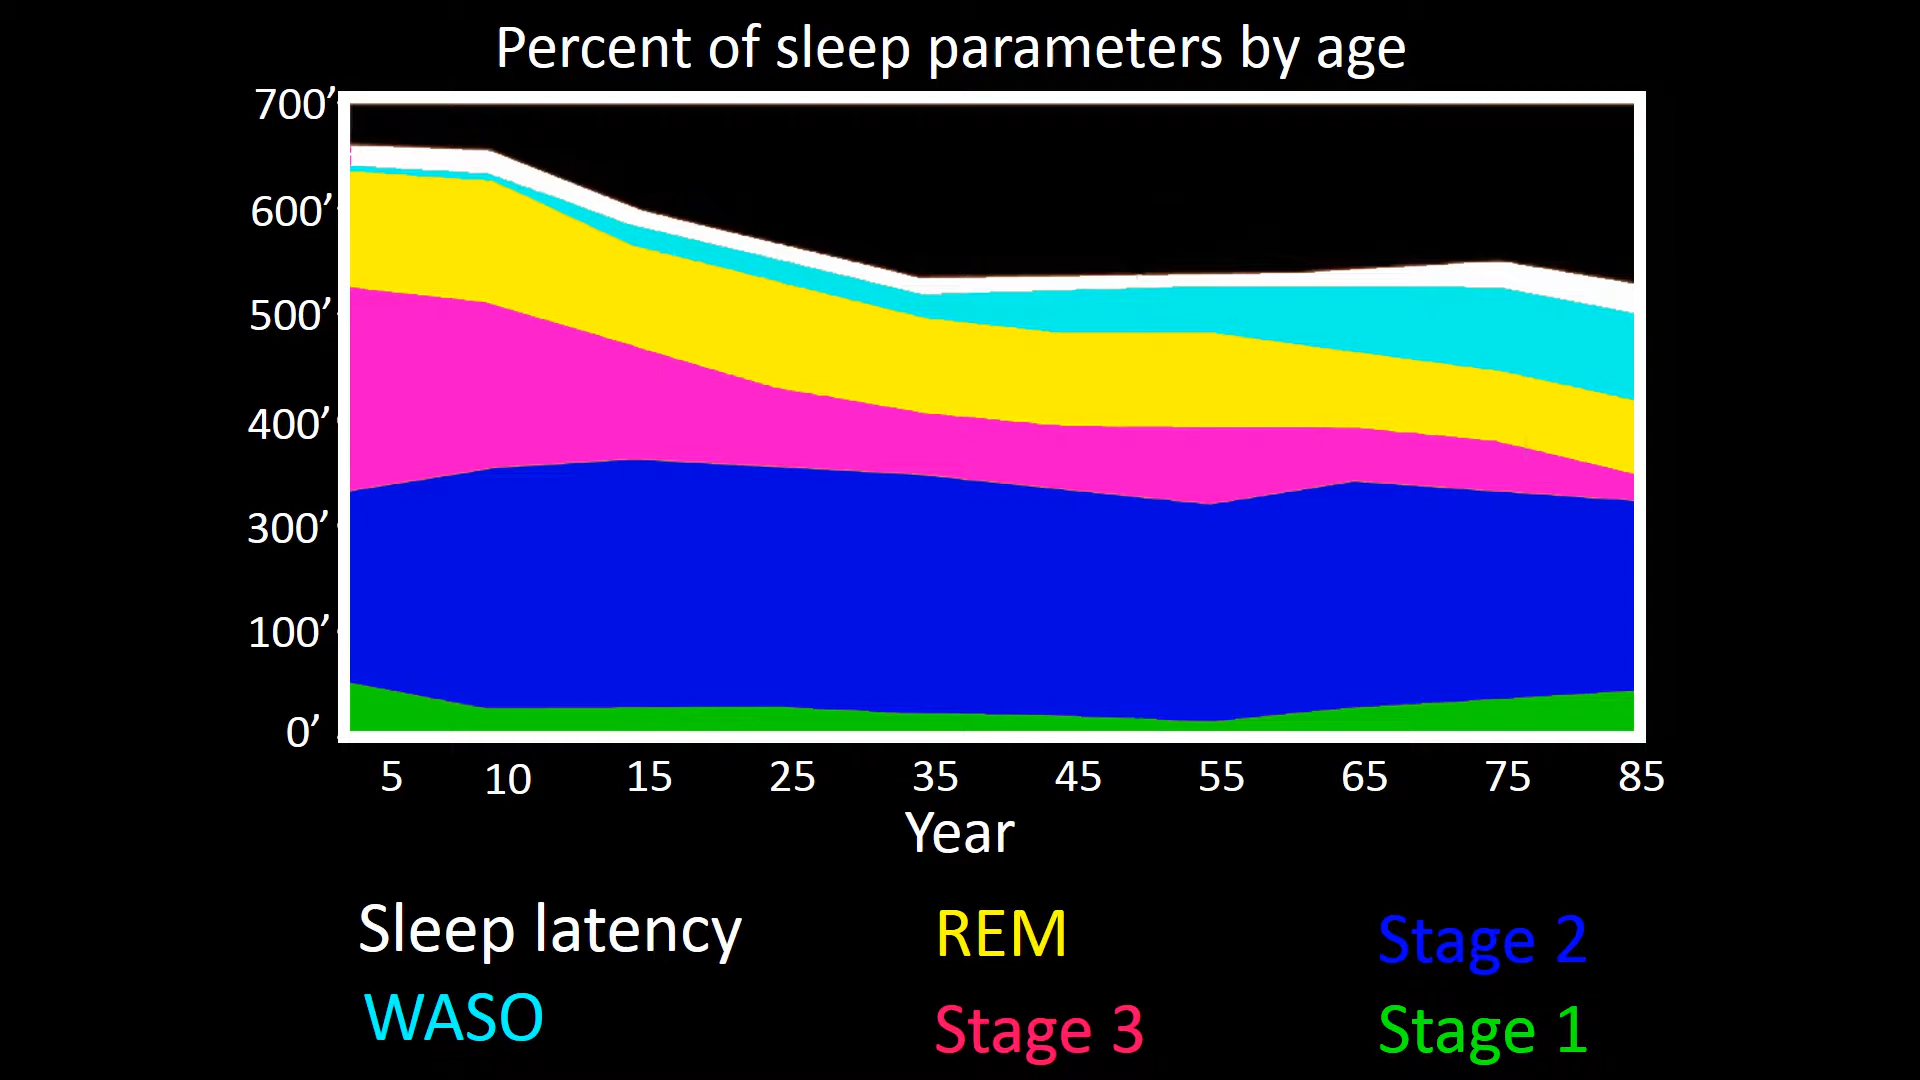 Percent of sleep parameters by age
700’
600’
500’
400’
300’
100’
0’
5 10 15 25 35 45 55 65 75 85
Year
Sleep latency REM Stage 2
WASO Stage 3 Stage 1